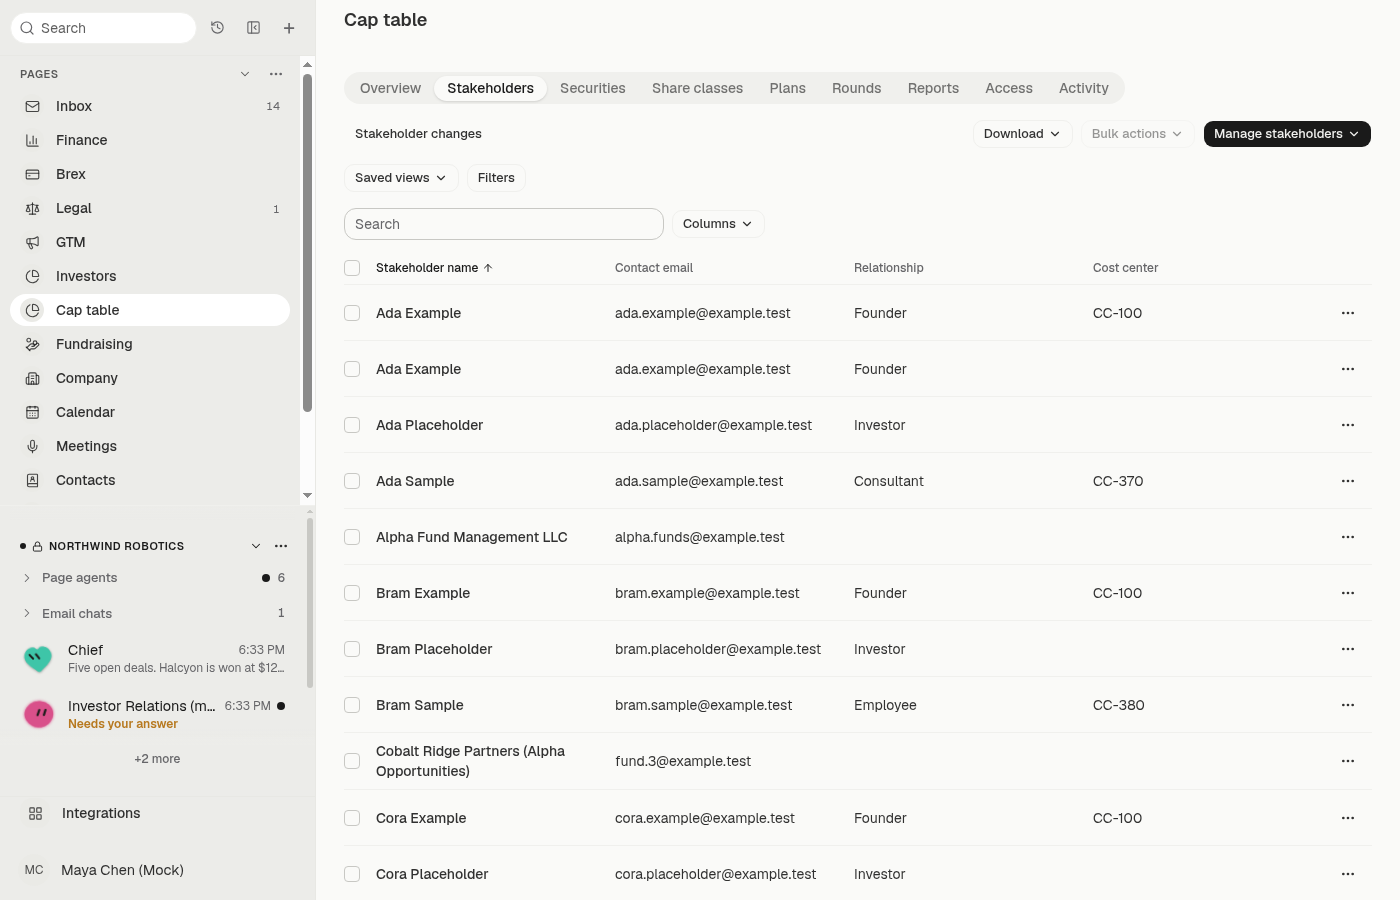 Search
PAGES
Inbox 14
Finance
Brex
Legal 1
GTM
Investors
Cap table
Fundraising
Company
Calendar
Meetings
Contacts
NORTHWIND ROBOTICS
Page agents 6
Email chats 1
Chief 6:33 PM
Five open deals. Halcyon is won at $12...
Investor Relations (m... 6:33 PM
Needs your answer
+2 more
Integrations
MC Maya Chen (Mock)
Cap table
Overview Stakeholders Securities Share classes Plans Rounds Reports Access Activity
Stakeholder changes Download Bulk actions Manage stakeholders
Saved views Filters
Search Columns
Stakeholder name Contact email Relationship Cost center
Ada Example ada.example@example.test Founder CC-100
Ada Example ada.example@example.test Founder
Ada Placeholder ada.placeholder@example.test Investor
Ada Sample ada.sample@example.test Consultant CC-370
Alpha Fund Management LLC alpha.funds@example.test
Bram Example bram.example@example.test Founder CC-100
Bram Placeholder bram.placeholder@example.test Investor
Bram Sample bram.sample@example.test Employee CC-380
Cobalt Ridge Partners (Alpha
Opportunities) fund.3@example.test
Cora Example cora.example@example.test Founder CC-100
Cora Placeholder cora.placeholder@example.test Investor